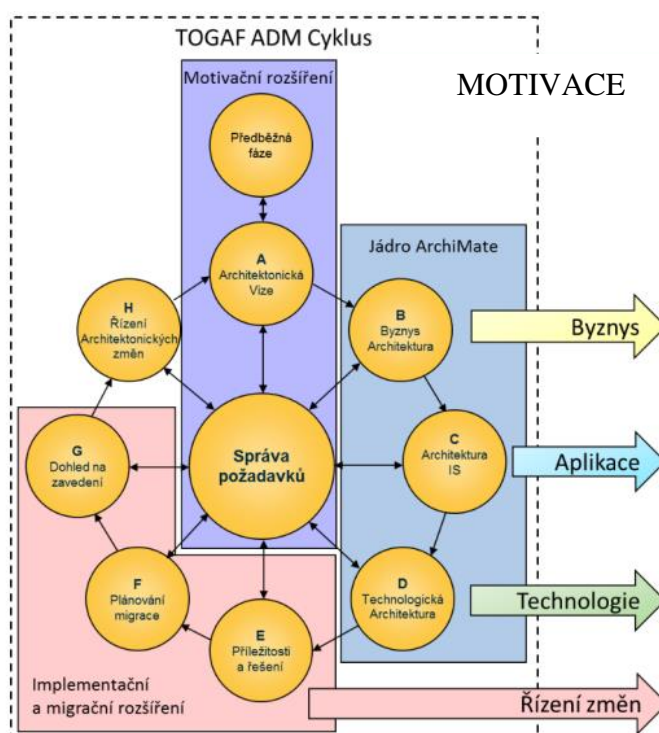 TOGAF ADM Cyklus
Motivační rozšíření
MOTIVACE
Předběžná
fáze
A
Architektonická
Vize
Jádro ArchiMate
H
Řízení
Architektonických
změn
B
Byznys
Architektura
Byznys
G
Dohled na
zavedení
Správa
požadavků
C
Architektura
IS
Aplikace
F
Plánování
migrace
D
Technologická
Architektura
Technologie
E
Příležitosti
a řešení
Implementační
a migrační rozšíření
Řízení změn